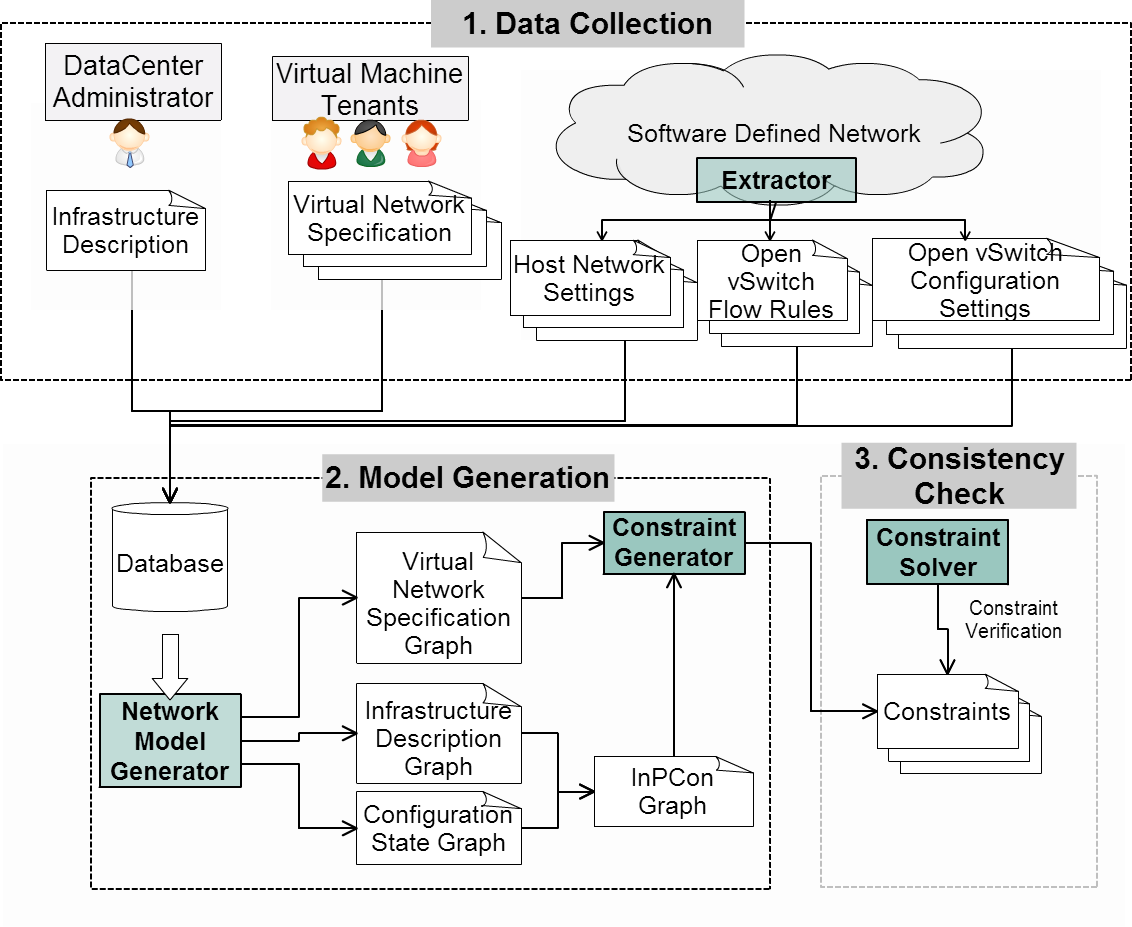 1. Data Collection
DataCenter
Administrator
Virtual Machine
Tenants
Software Defined Network
Extractor
Infrastructure
Description
Virtual Network
Specification
Host Network
Settings
Open
vSwitch
Flow Rules
Open vSwitch
Configuration
Settings
2. Model Generation
3. Consistency
Check
Database
Virtual
Network
Specification
Graph
Constraint
Generator
Constraint
Solver
Constraint
Verification
Network
Model
Generator
Infrastructure
Description
Graph
Configuration
State Graph
InPCon
Graph
Constraints